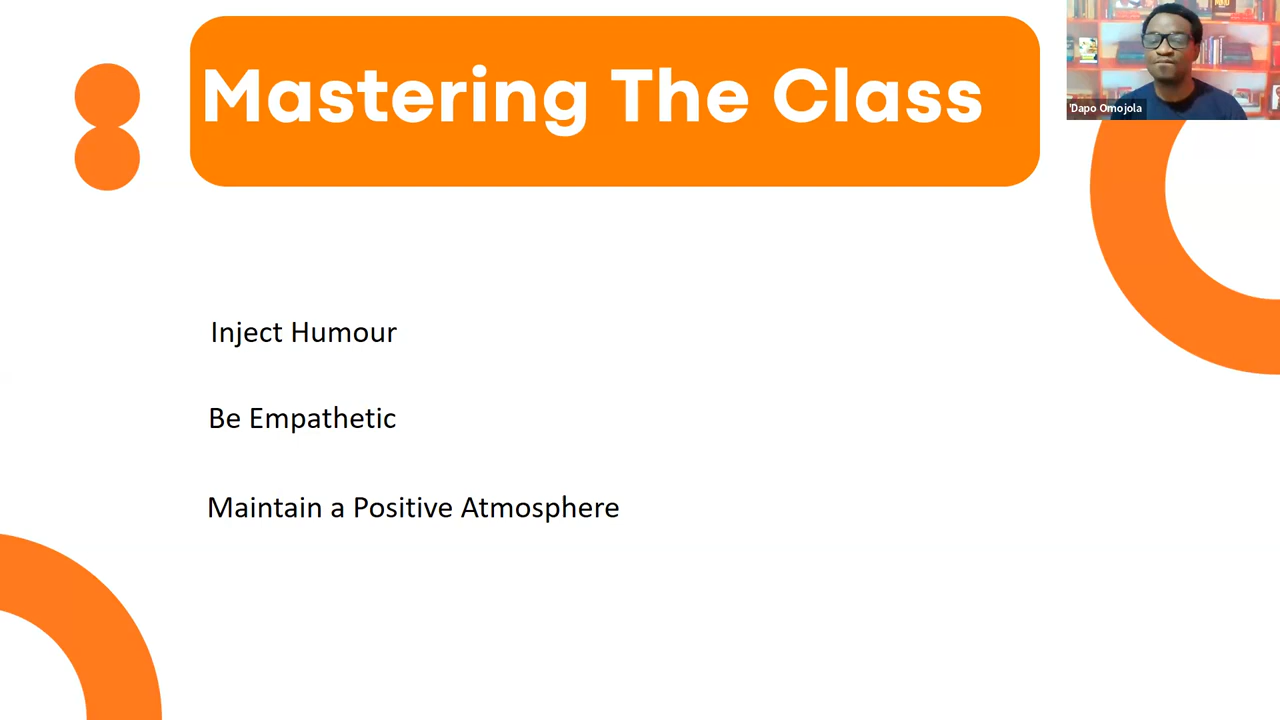 Mastering The Class
'Dapo Omojola
Inject Humour
Be Empathetic
Maintain a Positive Atmosphere